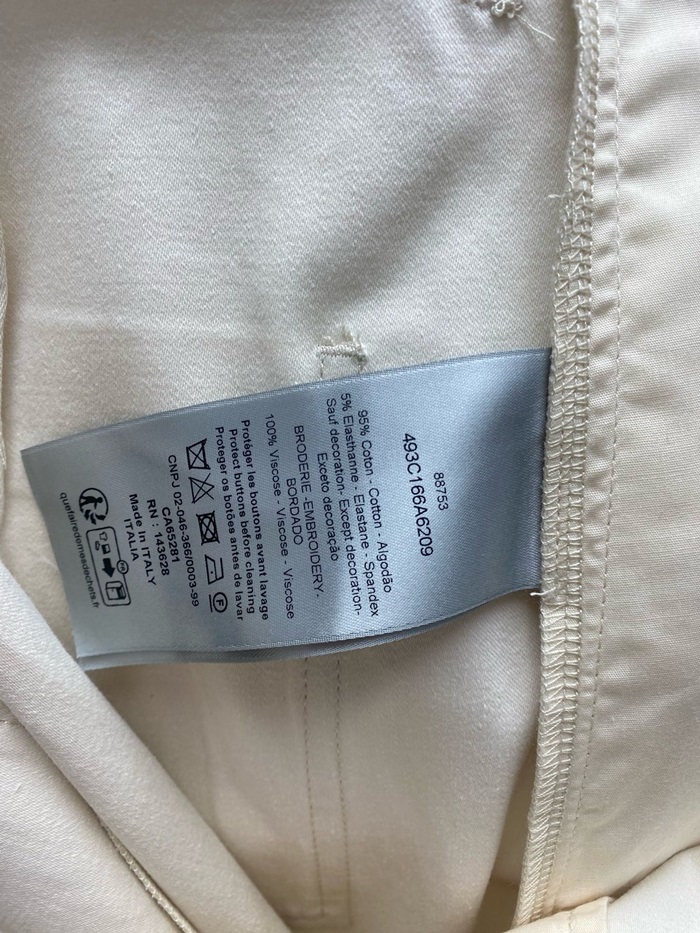 88753
493C166A6209
95% Coton - Cotton - Algodão
5% Elasthanne - Elastane - Spandex
Sauf decoration- Except decoration-
Exceto decoração
BRODERIE -EMBROIDERY-
BORDADO
100% Viscose - Viscose - Viscose
Protéger les boutons avant lavage
Protect buttons before cleaning
Proteger os botões antes de lavar
F
CNPJ 02-046-366/0003-99
CA65281
RN : 143628
Made in ITALY
ITALIA
quefairedemesdechets.fr